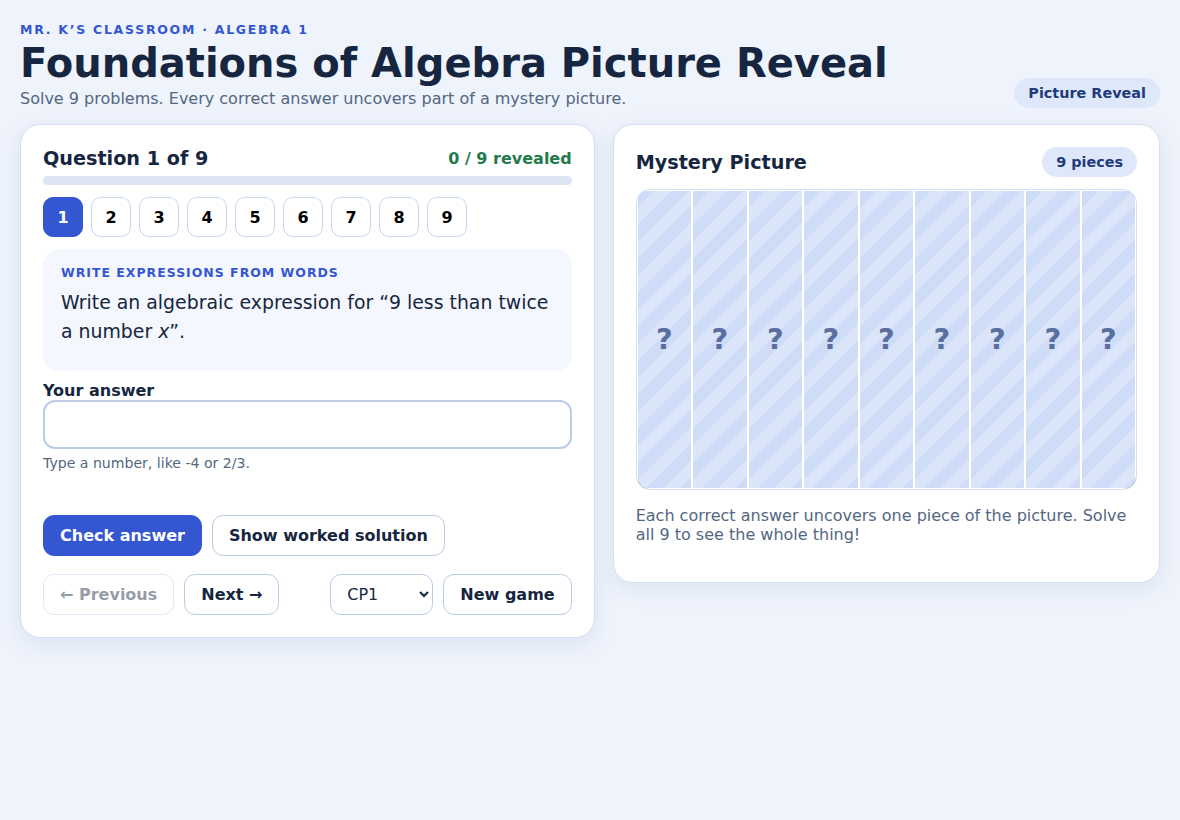 MR. K’S CLASSROOM · ALGEBRA 1
Foundations of Algebra Picture Reveal
Solve 9 problems. Every correct answer uncovers part of a mystery picture.
Picture Reveal
Question 1 of 9
0 / 9 revealed
1 2 3 4 5 6 7 8 9
WRITE EXPRESSIONS FROM WORDS
Write an algebraic expression for “9 less than twice
a number x”.
Your answer
Type a number, like -4 or 2/3.
Check answer
Show worked solution
← Previous
Next →
CP1
New game
Mystery Picture
9 pieces
? ? ? ? ? ? ? ? ?
Each correct answer uncovers one piece of the picture. Solve
all 9 to see the whole thing!